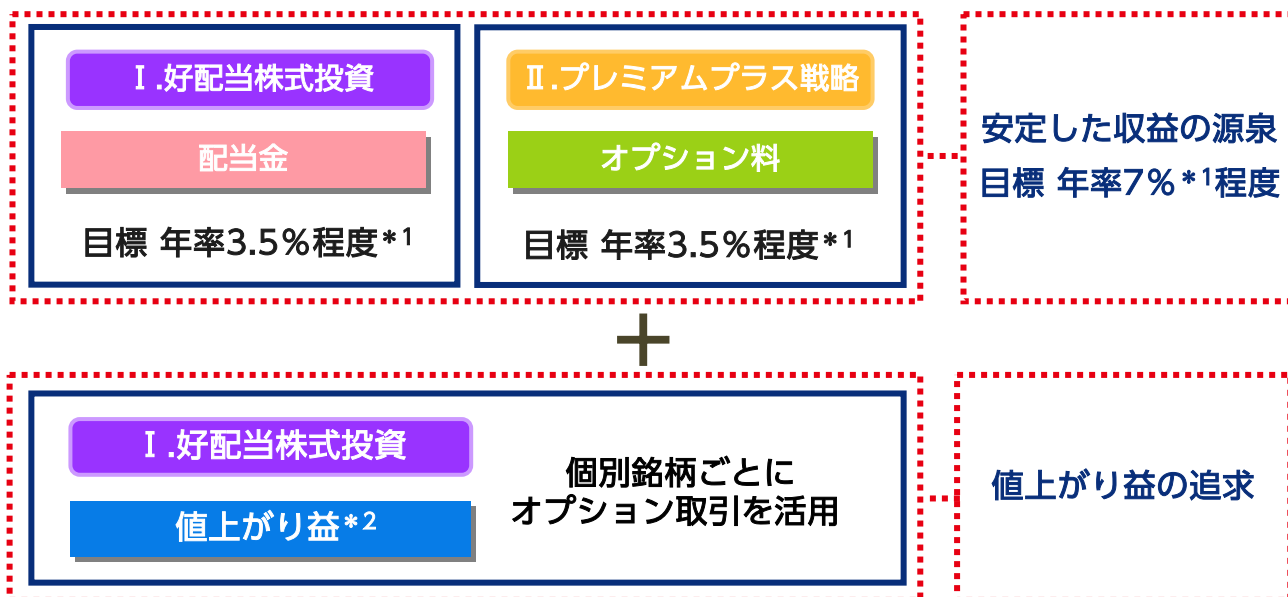 Ⅰ.好配当株式投資
配当金
目標 年率3.5%程度*1
Ⅱ.プレミアムプラス戦略
オプション料
目標 年率3.5%程度*1
安定した収益の源泉
目標 年率7%*1程度
+
Ⅰ.好配当株式投資
値上がり益*2
個別銘柄ごとに
オプション取引を活用
値上がり益の追求